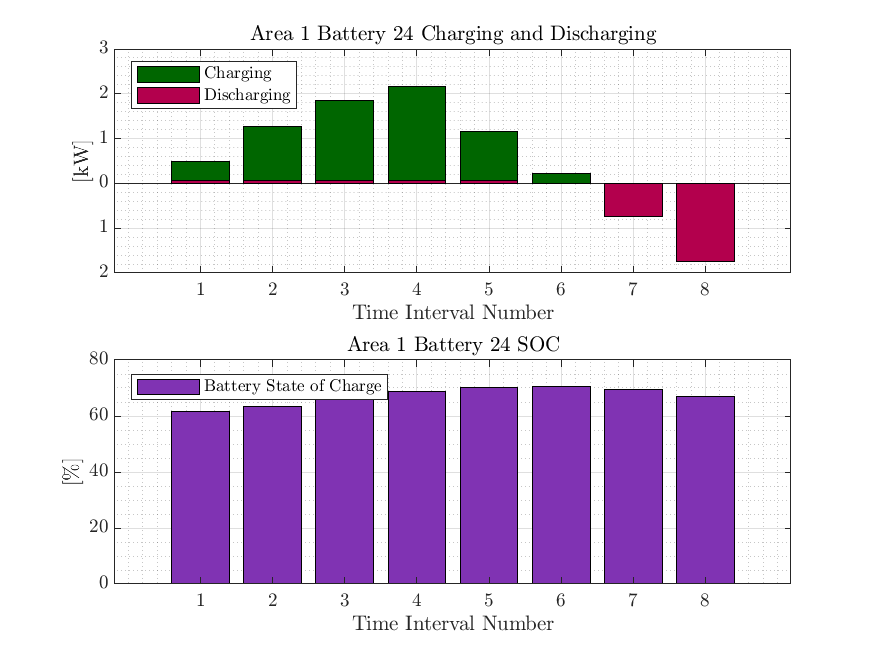 Area 1 Battery 24 Charging and Discharging
3
2
1
0
1
2
[kW]
Charging
Discharging
1 2 3 4 5 6 7 8
Time Interval Number
Area 1 Battery 24 SOC
80
60
40
20
0
[%]
Battery State of Charge
1 2 3 4 5 6 7 8
Time Interval Number